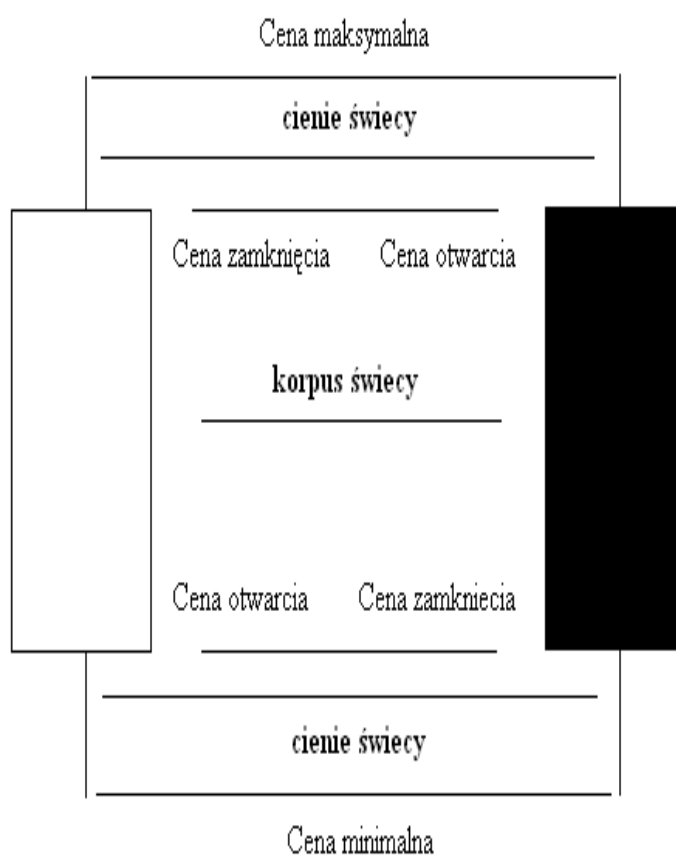 Cena maksymalna
cienie świecy
Cena zamknięcia Cena otwarcia
korpus świecy
Cena otwarcia Cena zamkniecia
cienie świecy
Cena minimalna